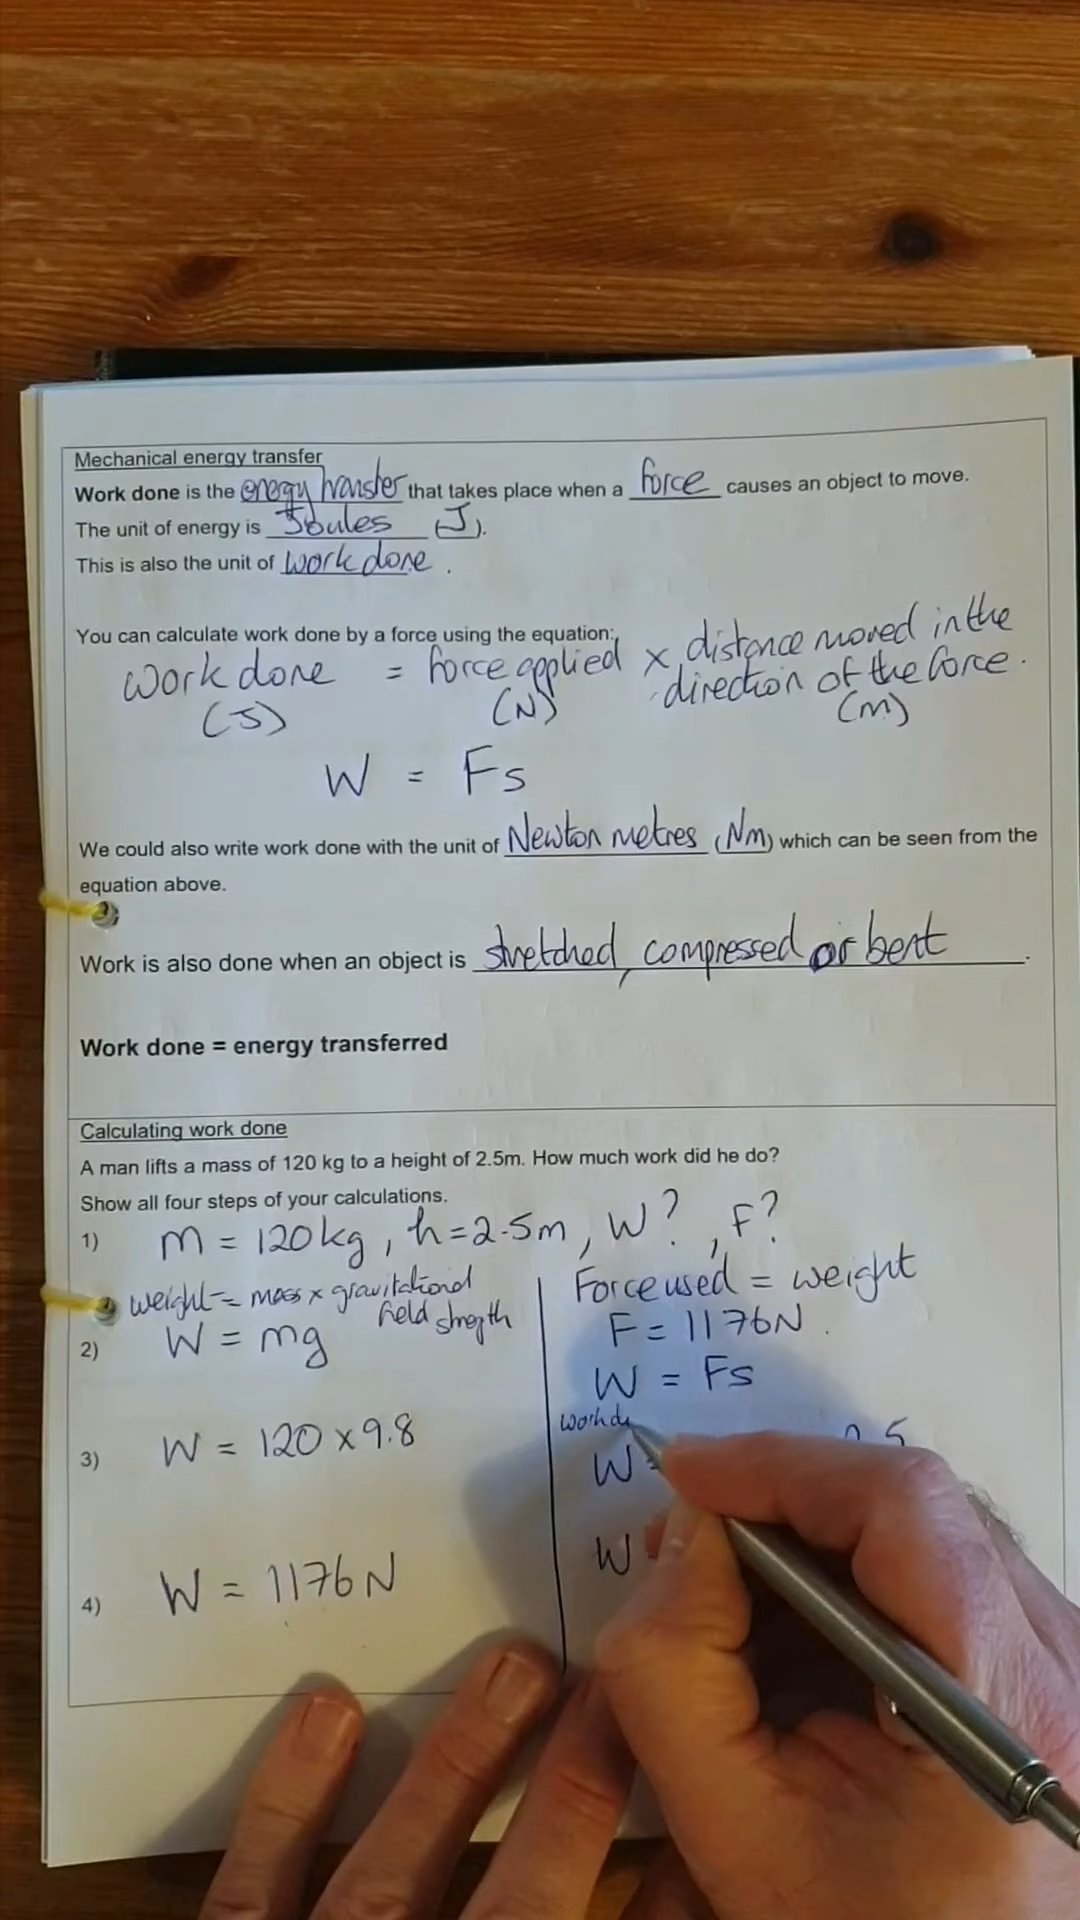 Mechanical energy transfer
Work done is the energy transfer that takes place when a force causes an object to move.
The unit of energy is Joules (J).
This is also the unit of work done.
You can calculate work done by a force using the equation:
work done = force applied × distance moved in the
direction of the force.
(J) (N) (m)
W = Fs
We could also write work done with the unit of Newton metres (Nm) which can be seen from the
equation above.
Work is also done when an object is stretched, compressed or bent.
Work done = energy transferred
Calculating work done
A man lifts a mass of 120 kg to a height of 2.5m. How much work did he do?
Show all four steps of your calculations.
1) m = 120kg, h = 2.5m, W?, F?
weight = mass × gravitational
field strength
2) W = mg
3) W = 120 × 9.8
4) W = 1176N
Force used = weight
F = 1176N.
W = Fs
work d
W =
W